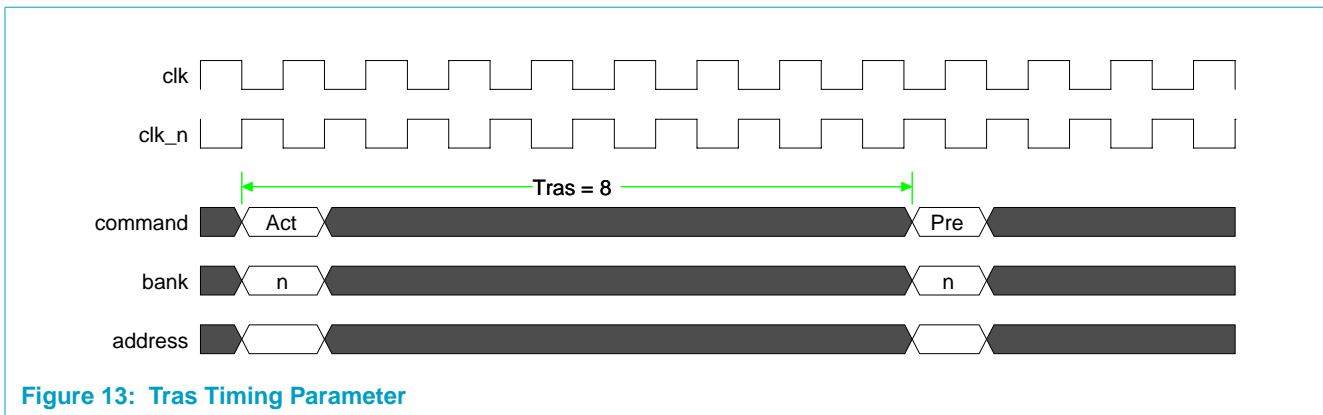 clk
clk_n
Tras = 8
command Act Pre
bank n n
address
Figure 13: Tras Timing Parameter